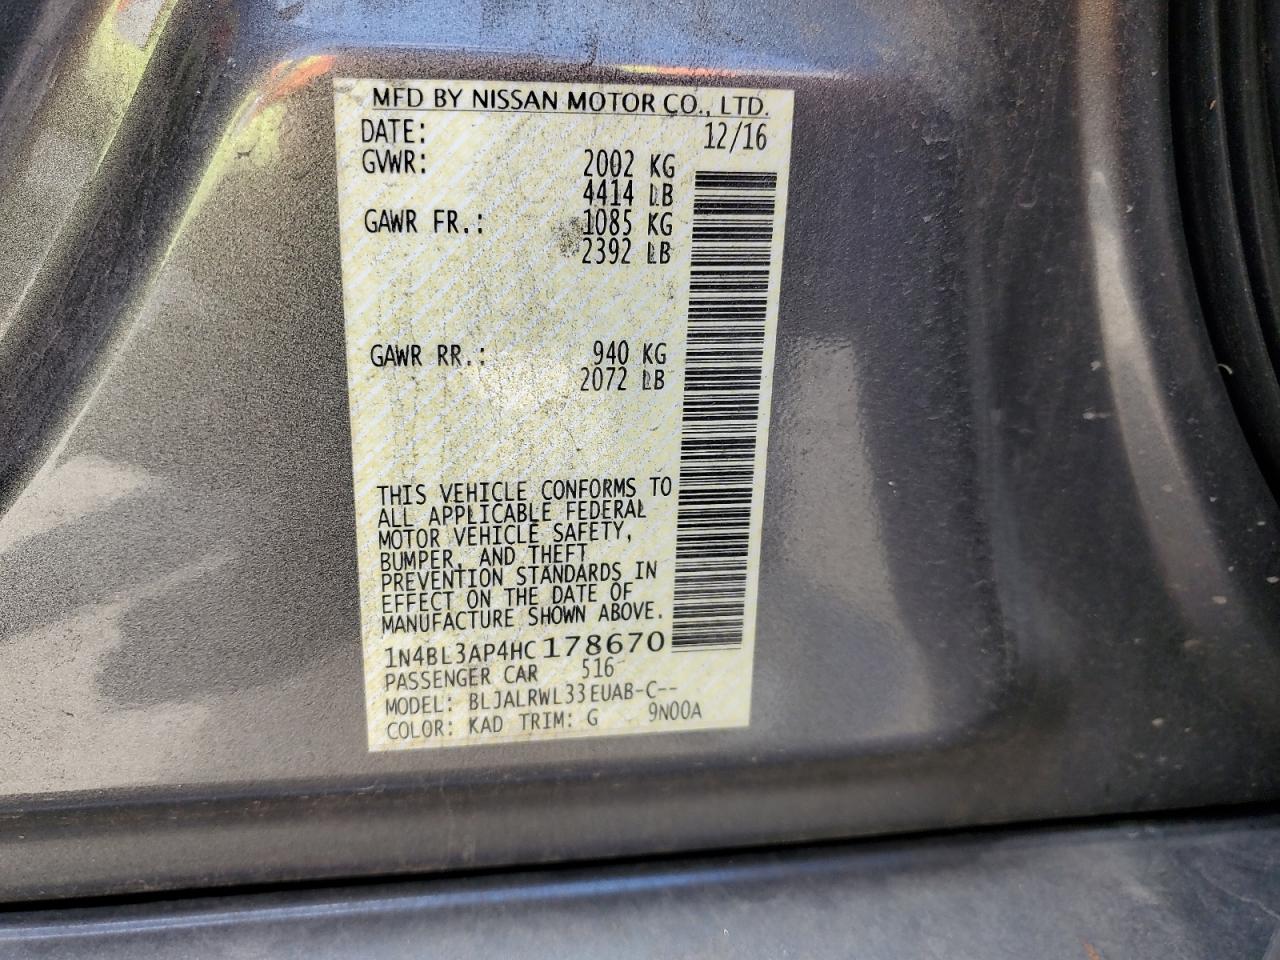 MFD BY NISSAN MOTOR CO., LTD.
DATE: 12/16
GVWR: 2002 KG
4414 LB
GAWR FR.: 1085 KG
2392 LB
GAWR RR.: 940 KG
2072 LB
THIS VEHICLE CONFORMS TO
ALL APPLICABLE FEDERAL
MOTOR VEHICLE SAFETY,
BUMPER, AND THEFT
PREVENTION STANDARDS IN
EFFECT ON THE DATE OF
MANUFACTURE SHOWN ABOVE.
1N4BL3AP4HC178670
PASSENGER CAR 516
MODEL: BLJALRWL33EUAB-C--
COLOR: KAD TRIM: G 9N00A